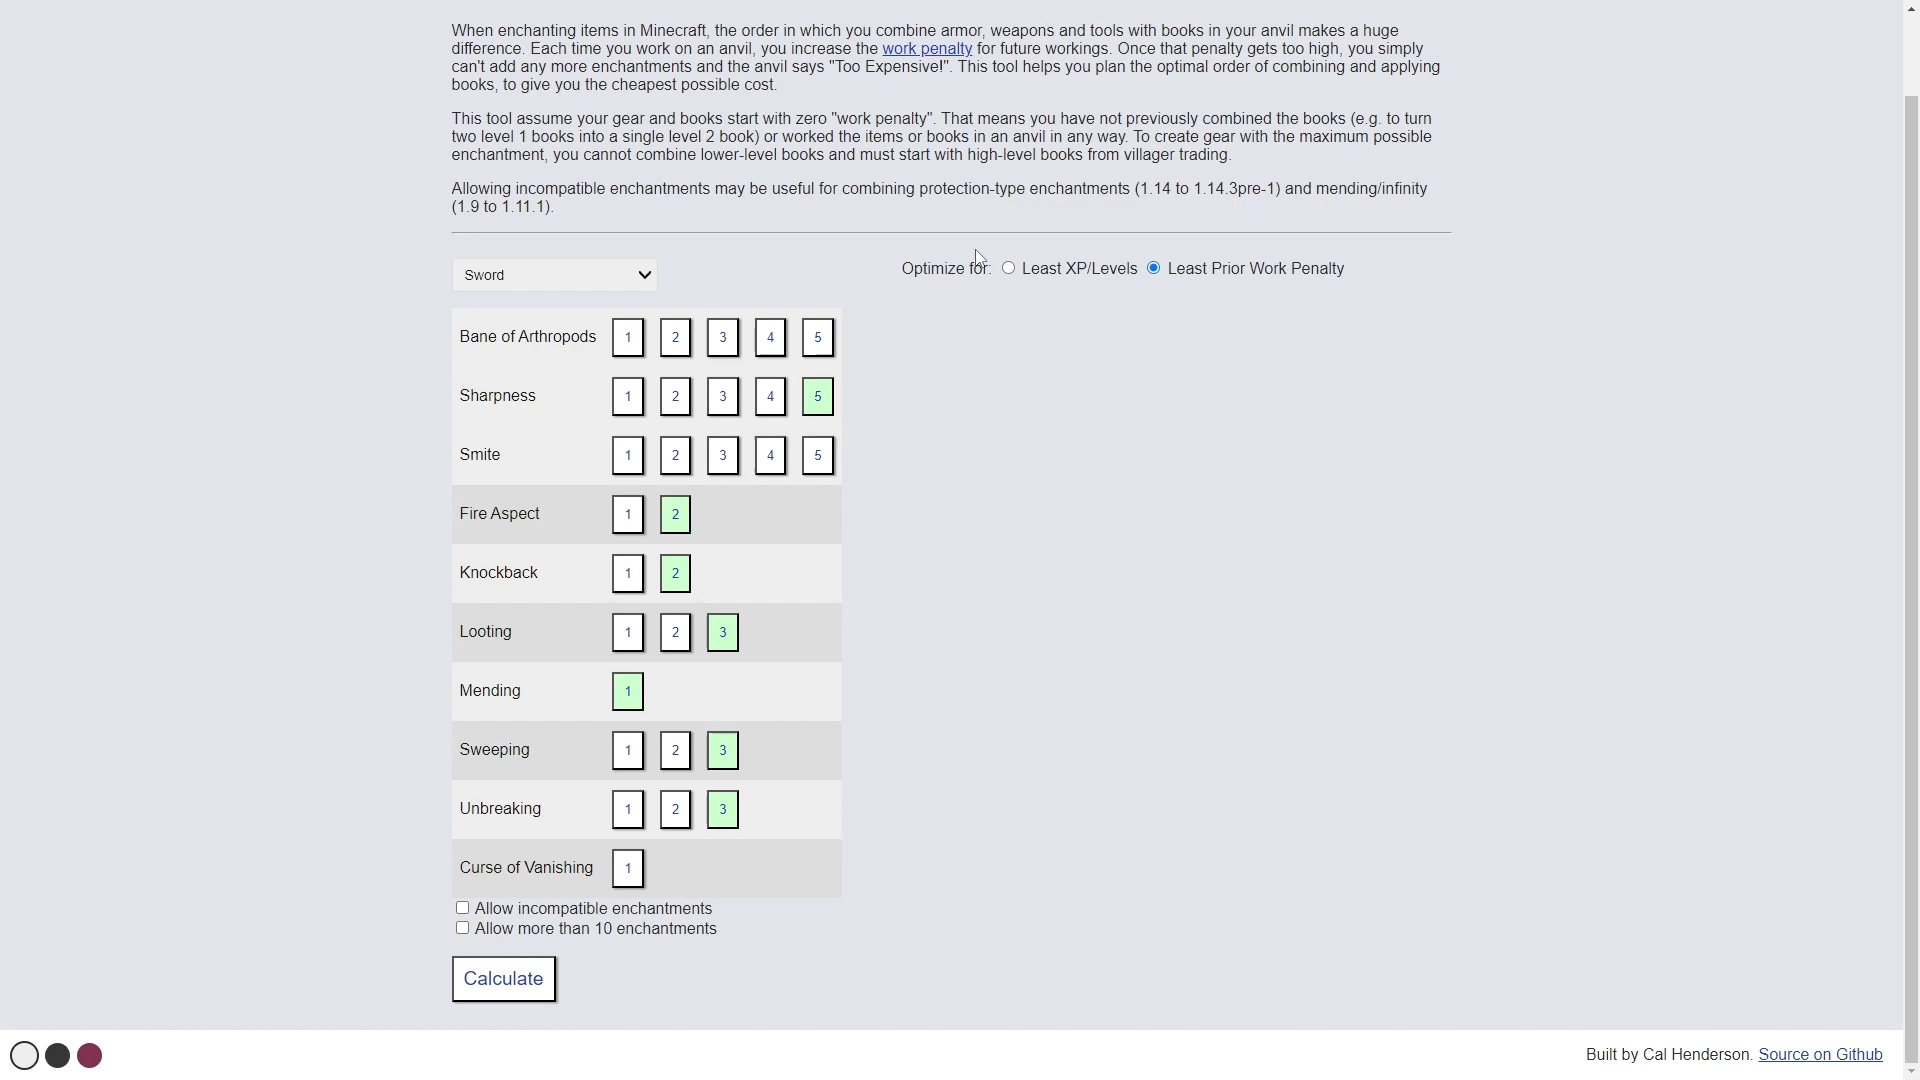 When enchanting items in Minecraft, the order in which you combine armor, weapons and tools with books in your anvil makes a huge
difference. Each time you work on an anvil, you increase the work penalty for future workings. Once that penalty gets too high, you simply
can't add any more enchantments and the anvil says "Too Expensive!". This tool helps you plan the optimal order of combining and applying
books, to give you the cheapest possible cost.
This tool assume your gear and books start with zero "work penalty". That means you have not previously combined the books (e.g. to turn
two level 1 books into a single level 2 book) or worked the items or books in an anvil in any way. To create gear with the maximum possible
enchantment, you cannot combine lower-level books and must start with high-level books from villager trading.
Allowing incompatible enchantments may be useful for combining protection-type enchantments (1.14 to 1.14.3pre-1) and mending/infinity
(1.9 to 1.11.1).
Sword Optimize for: Least XP/Levels Least Prior Work Penalty
Bane of Arthropods 1 2 3 4 5
Sharpness 1 2 3 4 5
Smite 1 2 3 4 5
Fire Aspect 1 2
Knockback 1 2
Looting 1 2 3
Mending 1
Sweeping 1 2 3
Unbreaking 1 2 3
Curse of Vanishing 1
Allow incompatible enchantments
Allow more than 10 enchantments
Calculate
Built by Cal Henderson. Source on Github